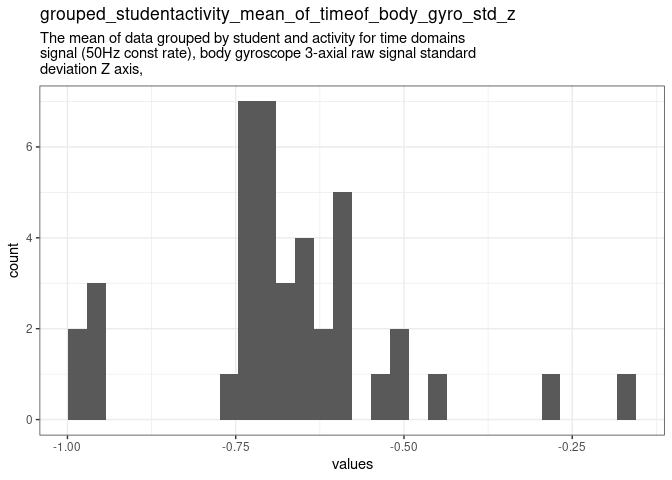 grouped_studentactivity_mean_of_timeof_body_gyro_std_z
The mean of data grouped by student and activity for time domains
signal (50Hz const rate), body gyroscope 3-axial raw signal standard
deviation Z axis,
6
4
2
0
count
-1.00
-0.75
-0.50
-0.25
values